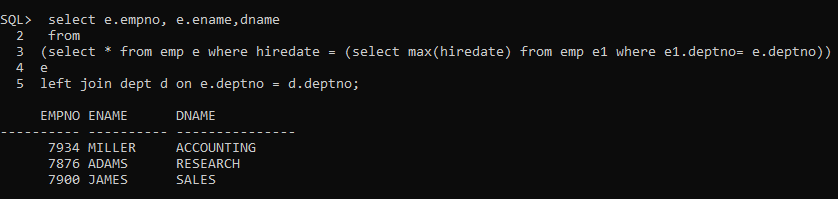 SQL>  select e.empno, e.ename,dname
  2   from
  3  (select * from emp e where hiredate = (select max(hiredate) from emp e1 where e1.deptno= e.deptno))
  4  e
  5  left join dept d on e.deptno = d.deptno;
     EMPNO ENAME      DNAME
---------- ---------- ---------------
      7934 MILLER     ACCOUNTING
      7876 ADAMS      RESEARCH
      7900 JAMES      SALES